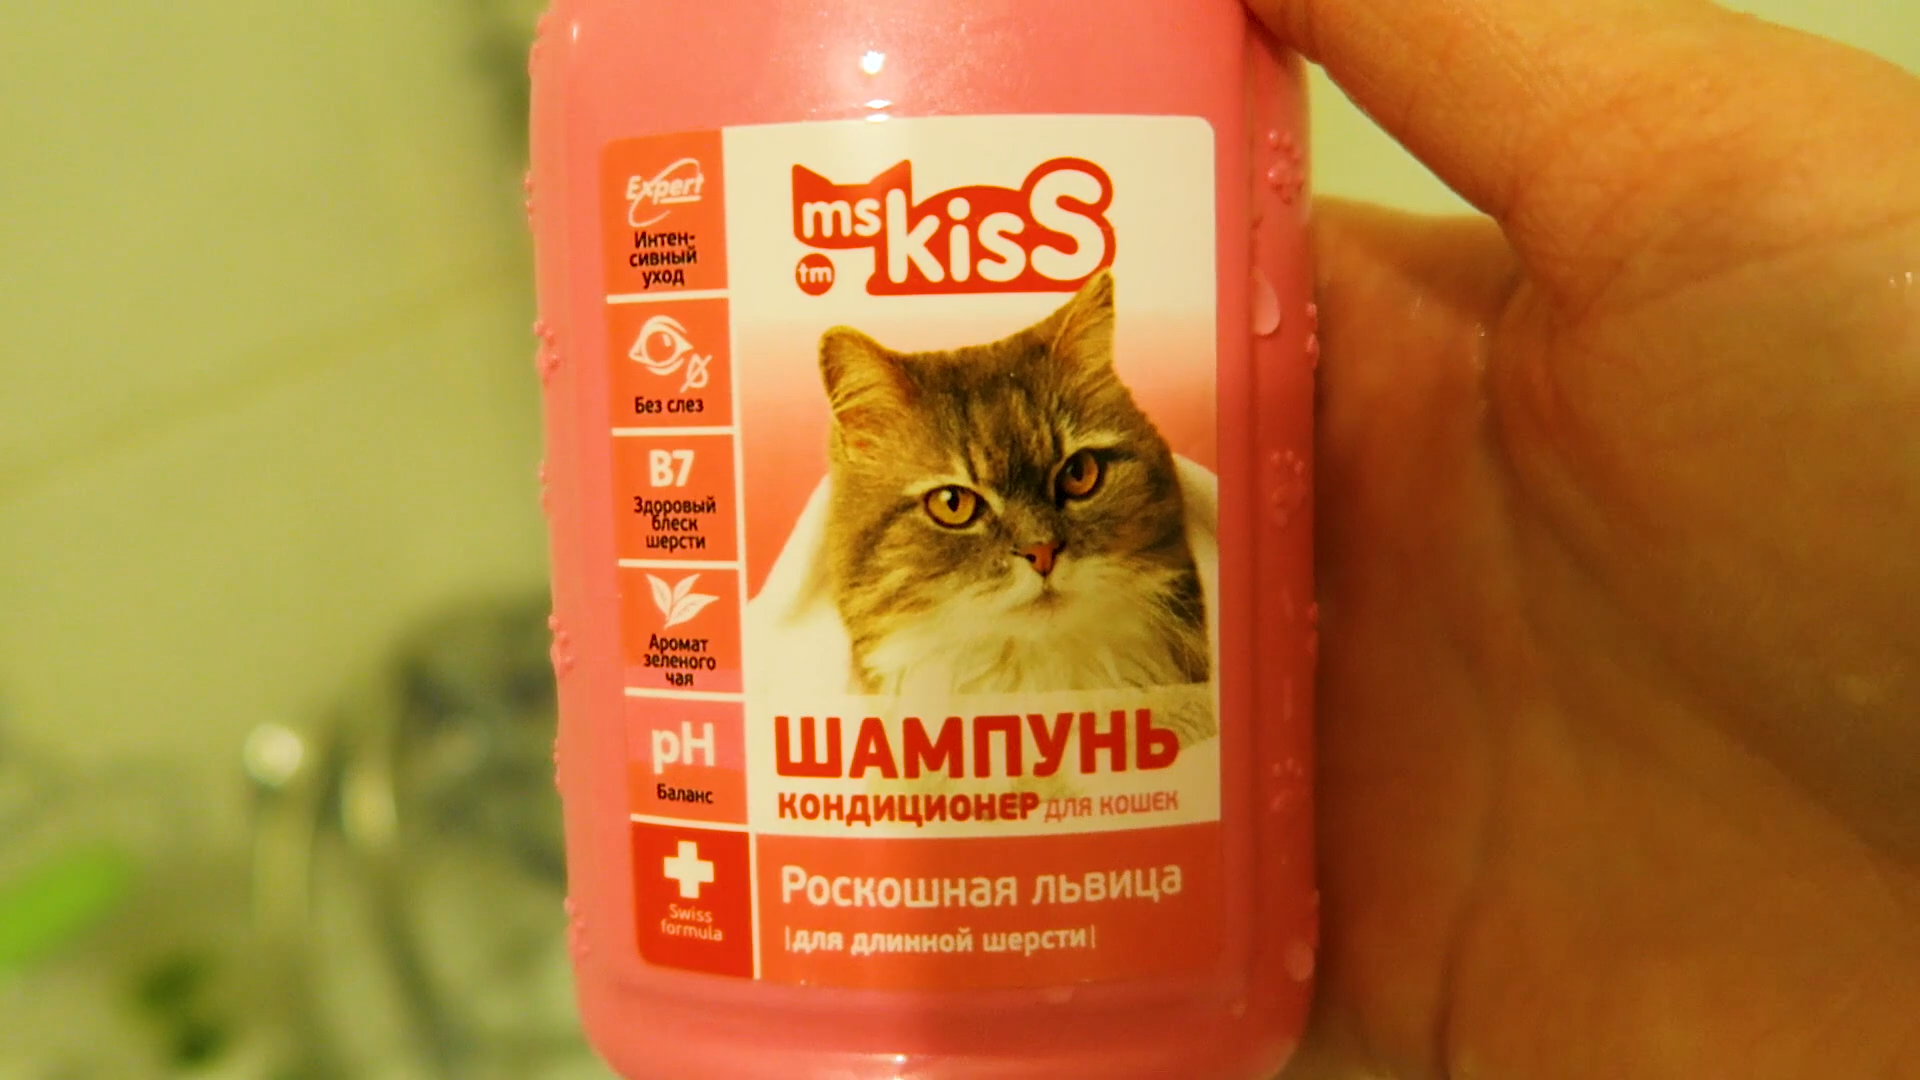 Expert
Интен-
сивный
уход
Без слез
B7
Здоровый
блеск
шерсти
Аромат
зеленого
чая
pH
Баланс
Swiss
formula
ms kisS
tm
ШАМПУНЬ
КОНДИЦИОНЕР ДЛЯ КОШЕК
Роскошная львица
|для длинной шерсти|